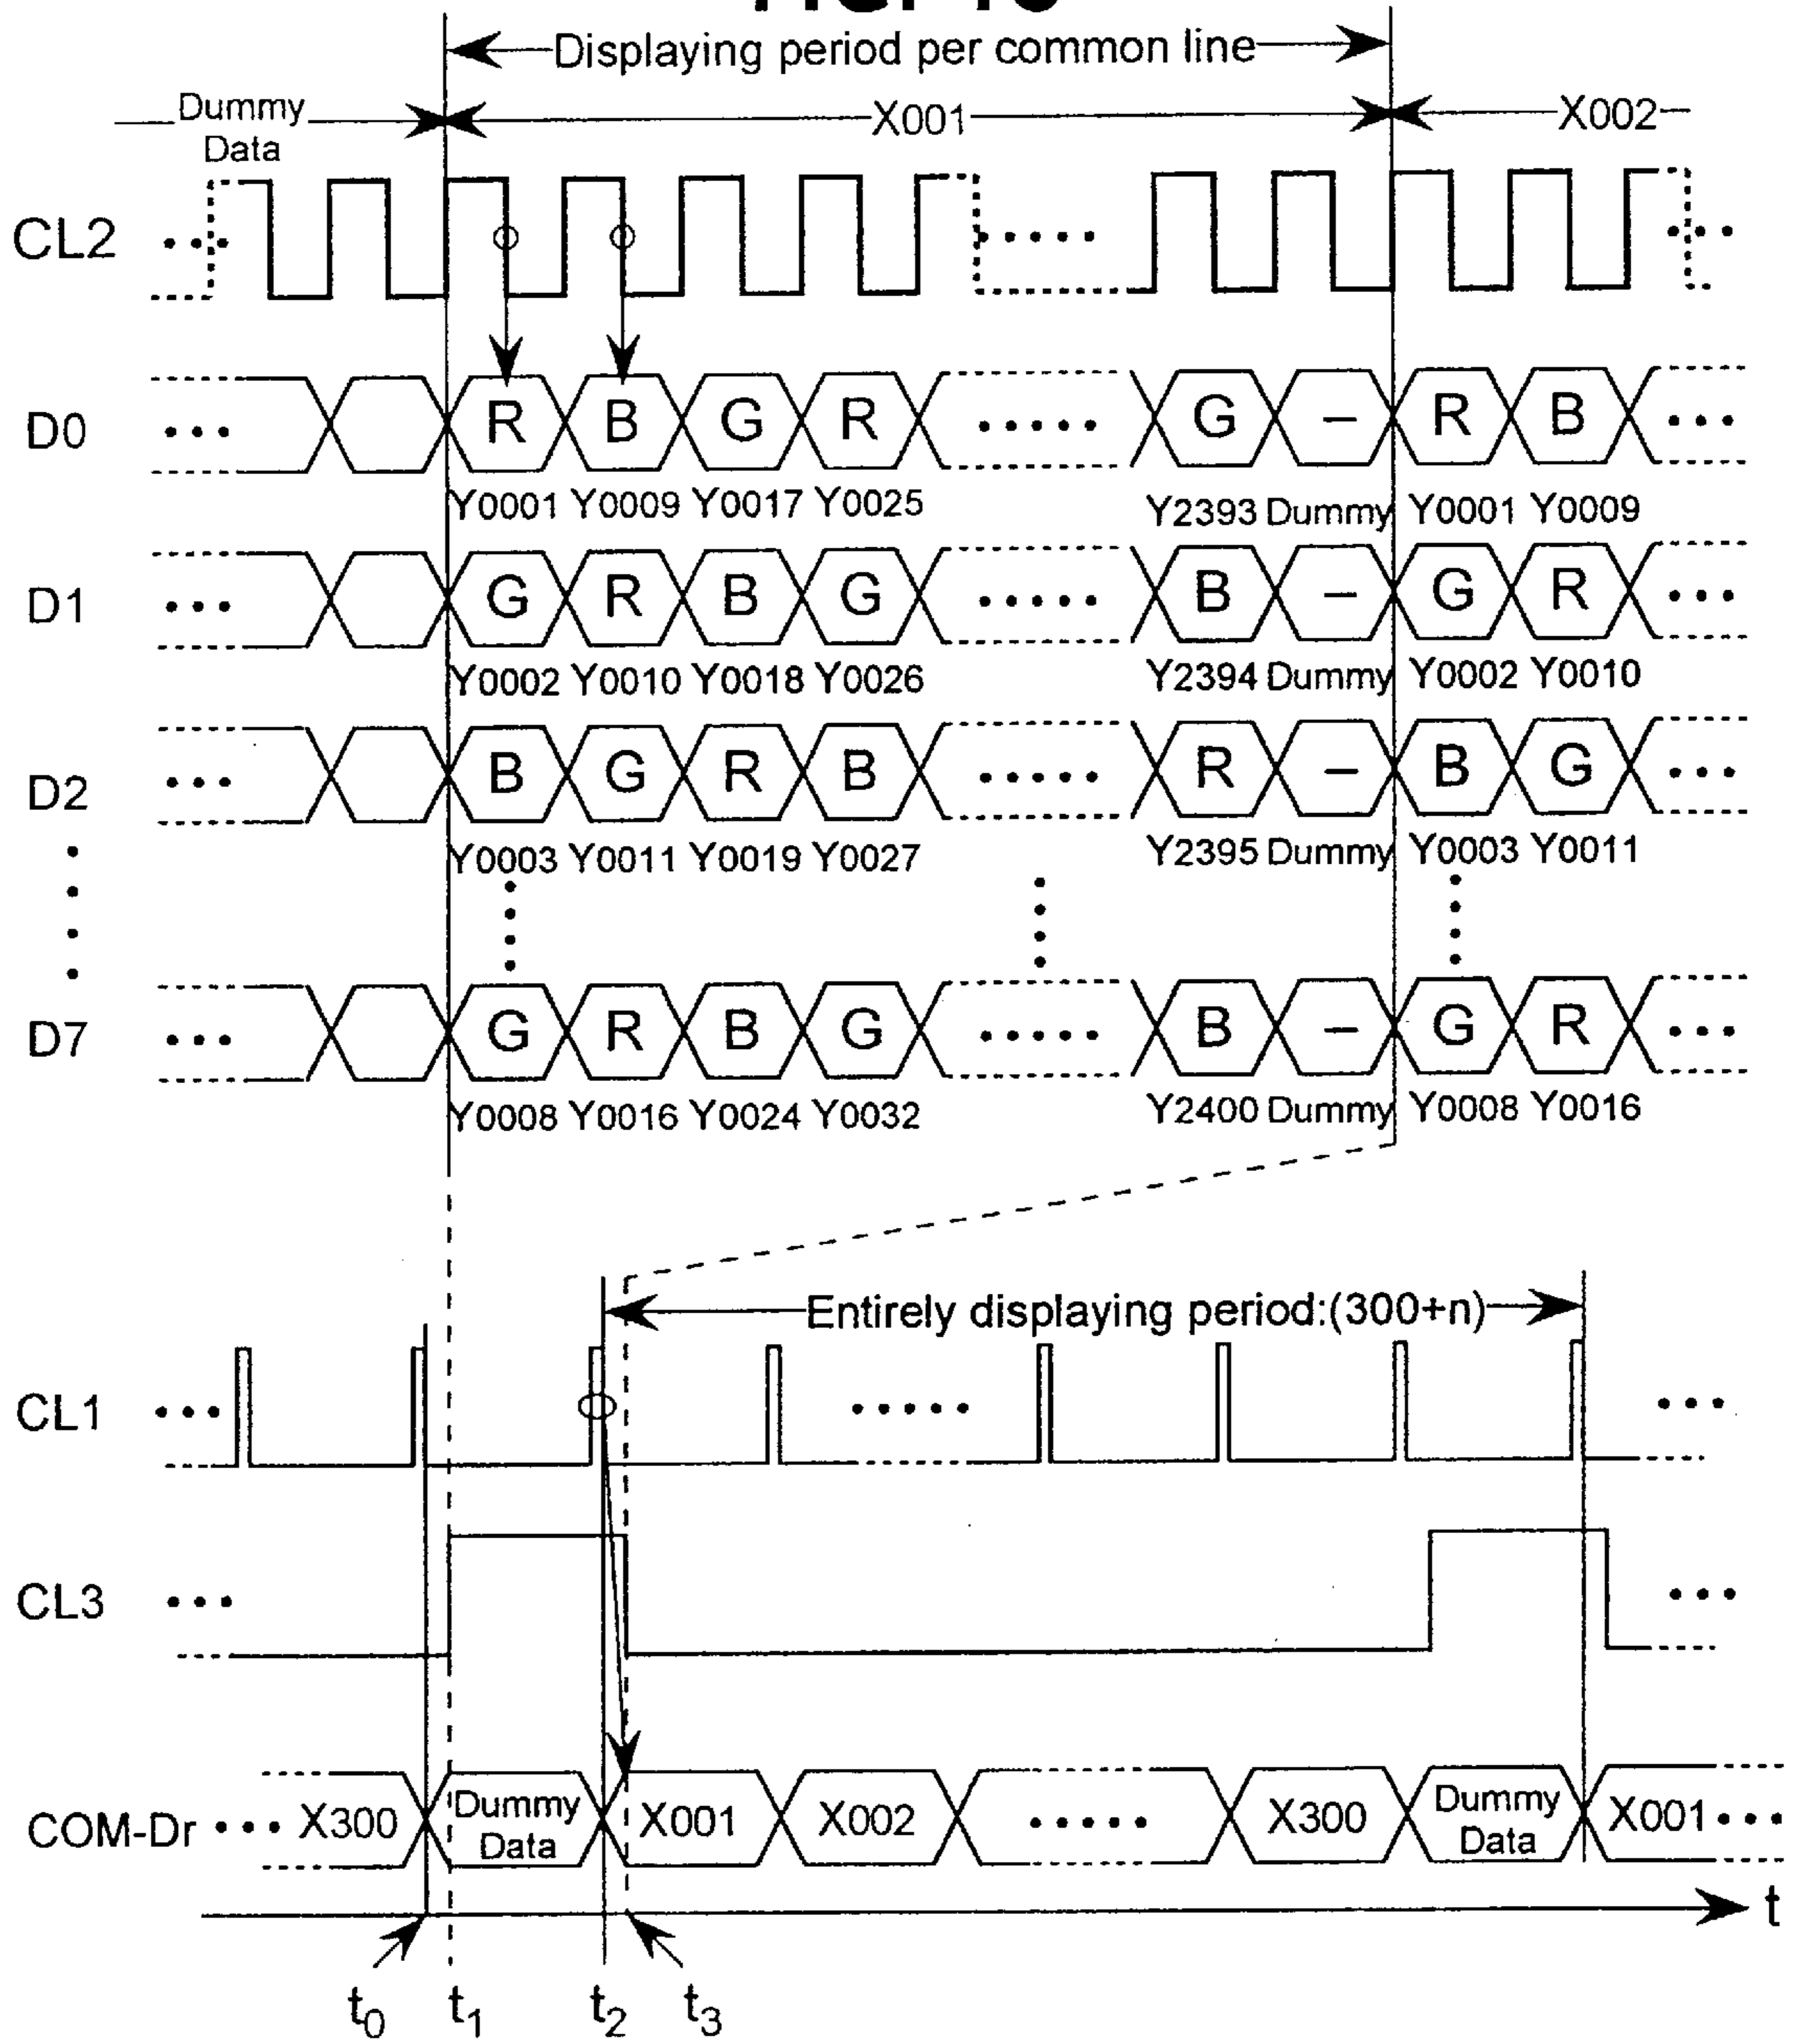 Displaying period per common line
Dummy Data X001 X002
CL2 ... ..... ...
D0 ... R B G R ..... G – R B ...
Y0001 Y0009 Y0017 Y0025 Y2393 Dummy Y0001 Y0009
D1 ... G R B G ..... B – G R ...
Y0002 Y0010 Y0018 Y0026 Y2394 Dummy Y0002 Y0010
D2 ... B G R B ..... R – B G ...
Y0003 Y0011 Y0019 Y0027 Y2395 Dummy Y0003 Y0011
D7 ... G R B G ..... B – G R ...
Y0008 Y0016 Y0024 Y0032 Y2400 Dummy Y0008 Y0016
Entirely displaying period:(300+n)
CL1 ... ..... ...
CL3 ... ...
COM-Dr ... X300 Dummy Data X001 X002 ..... X300 Dummy Data X001 ...
t
t0 t1 t2 t3